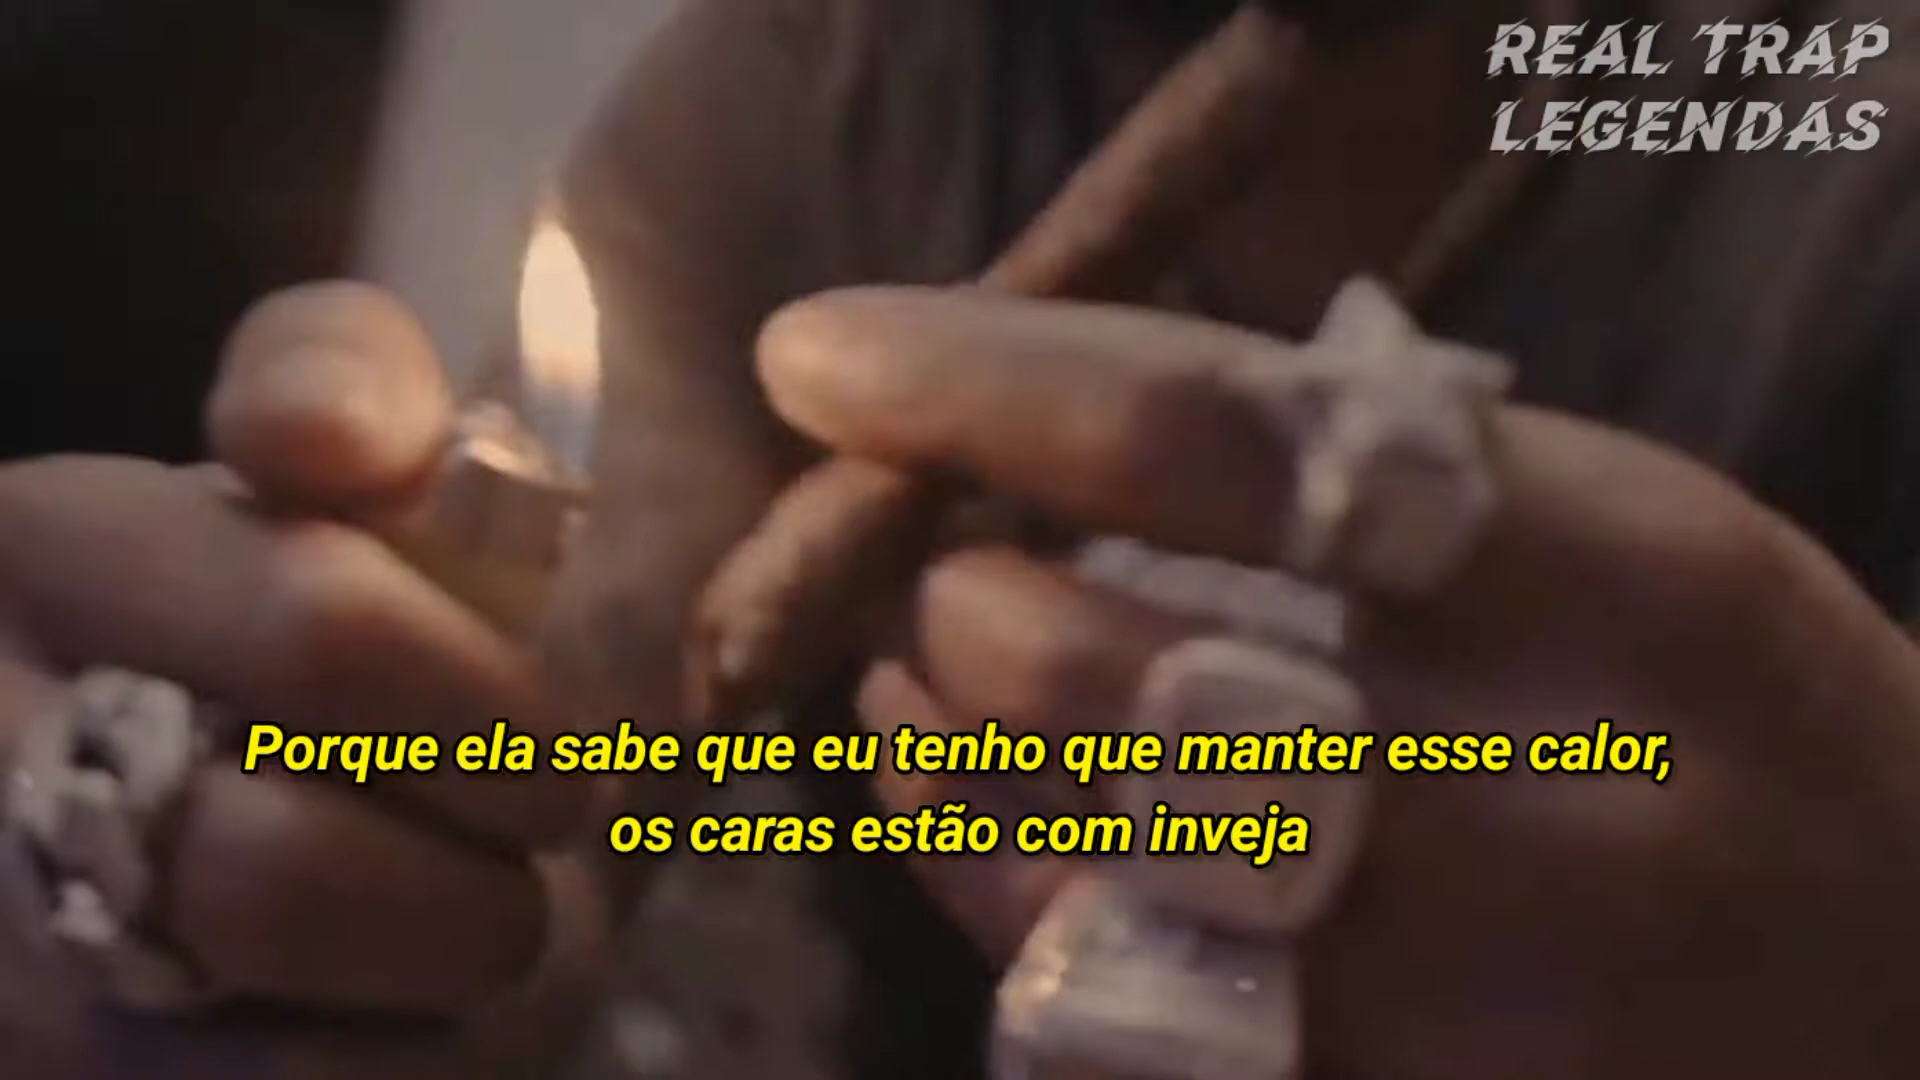 REAL TRAP
LEGENDAS
Porque ela sabe que eu tenho que manter esse calor,
os caras estão com inveja